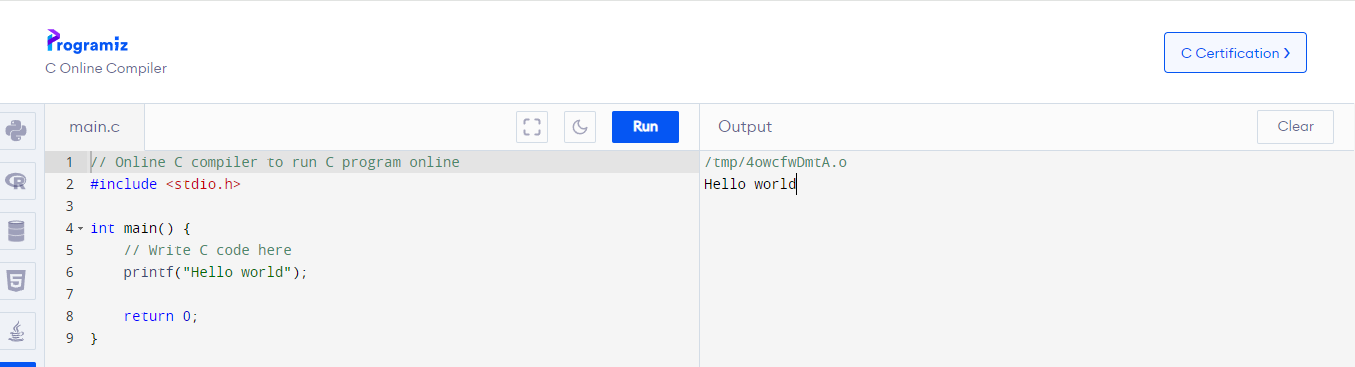 Programiz
C Online Compiler
C Certification >
main.c
Run
Output
Clear
1 // Online C compiler to run C program online
2 #include <stdio.h>
3
4 int main() {
5     // Write C code here
6     printf("Hello world");
7
8     return 0;
9 }
/tmp/4owcfwDmtA.o
Hello world